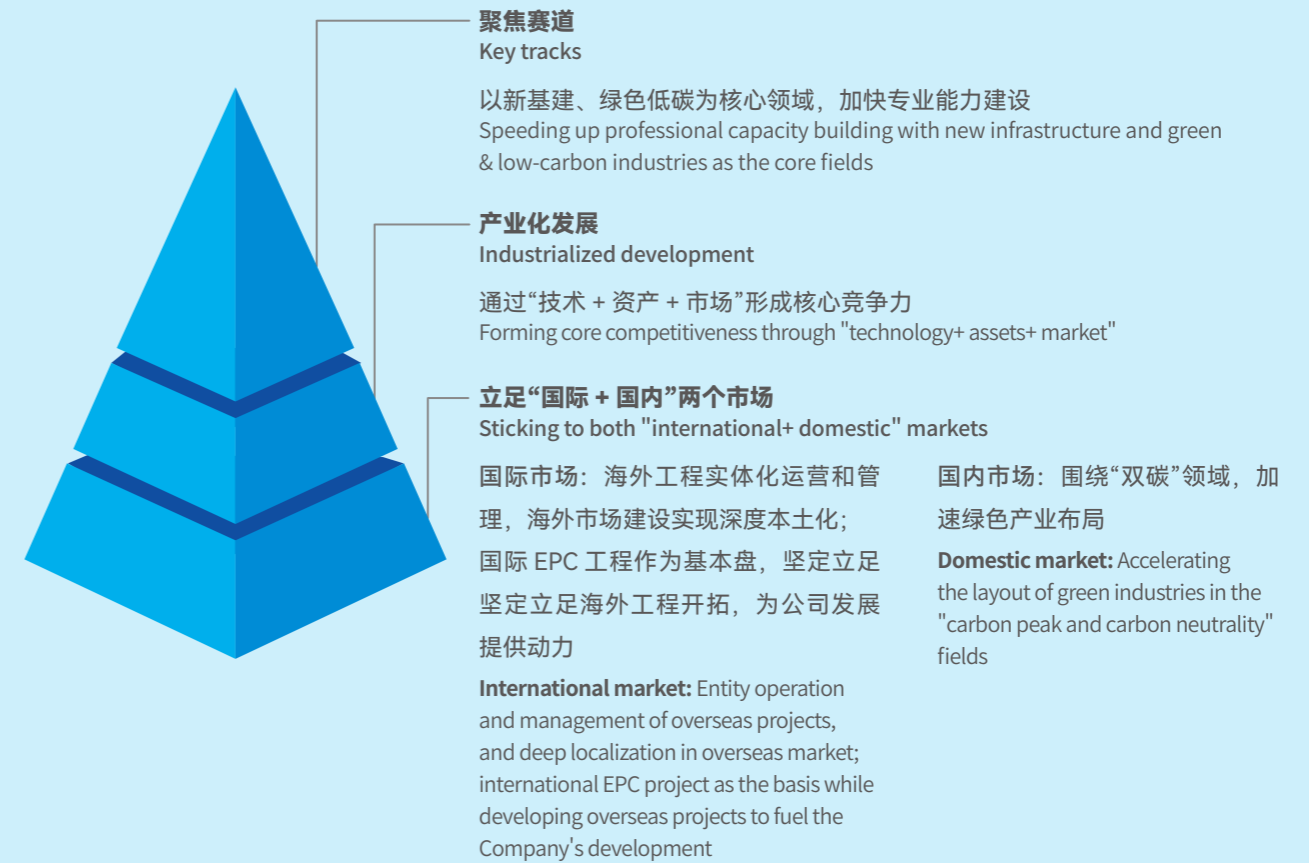 聚焦赛道
Key tracks
以新基建、绿色低碳为核心领域，加快专业能力建设
Speeding up professional capacity building with new infrastructure and green
& low-carbon industries as the core fields
产业化发展
Industrialized development
通过“技术 + 资产 + 市场”形成核心竞争力
Forming core competitiveness through "technology+ assets+ market"
立足“国际 + 国内”两个市场
Sticking to both "international+ domestic" markets
国际市场：海外工程实体化运营和管
理，海外市场建设实现深度本土化；
国际 EPC 工程作为基本盘，坚定立足
坚定立足海外工程开拓，为公司发展
提供动力
International market: Entity operation
and management of overseas projects,
and deep localization in overseas market;
international EPC project as the basis while
developing overseas projects to fuel the
Company's development
国内市场：围绕“双碳”领域，加
速绿色产业布局
Domestic market: Accelerating
the layout of green industries in the
"carbon peak and carbon neutrality"
fields